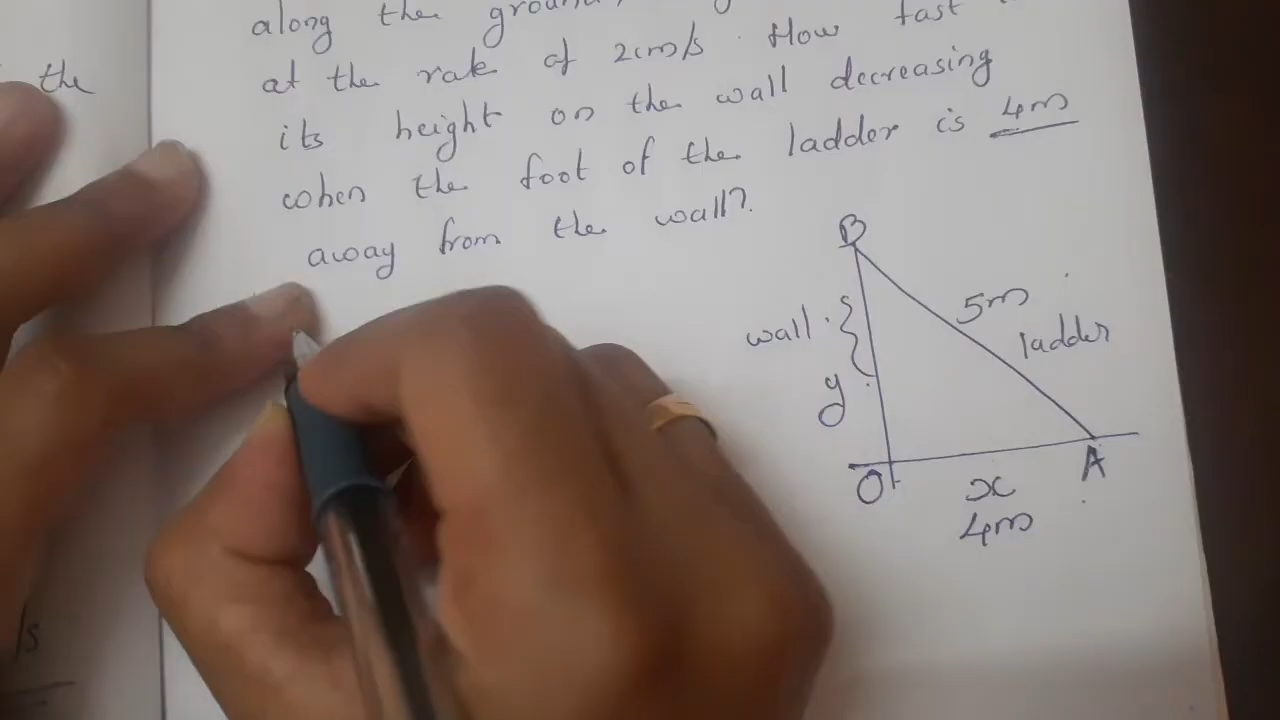 along the ground,
the
at the rate of 2cm/s. How fast
its height on the wall decreasing
when the foot of the ladder is 4m
away from the wall?
B
5m
wall
ladder
y
A
O
x
4m
/s